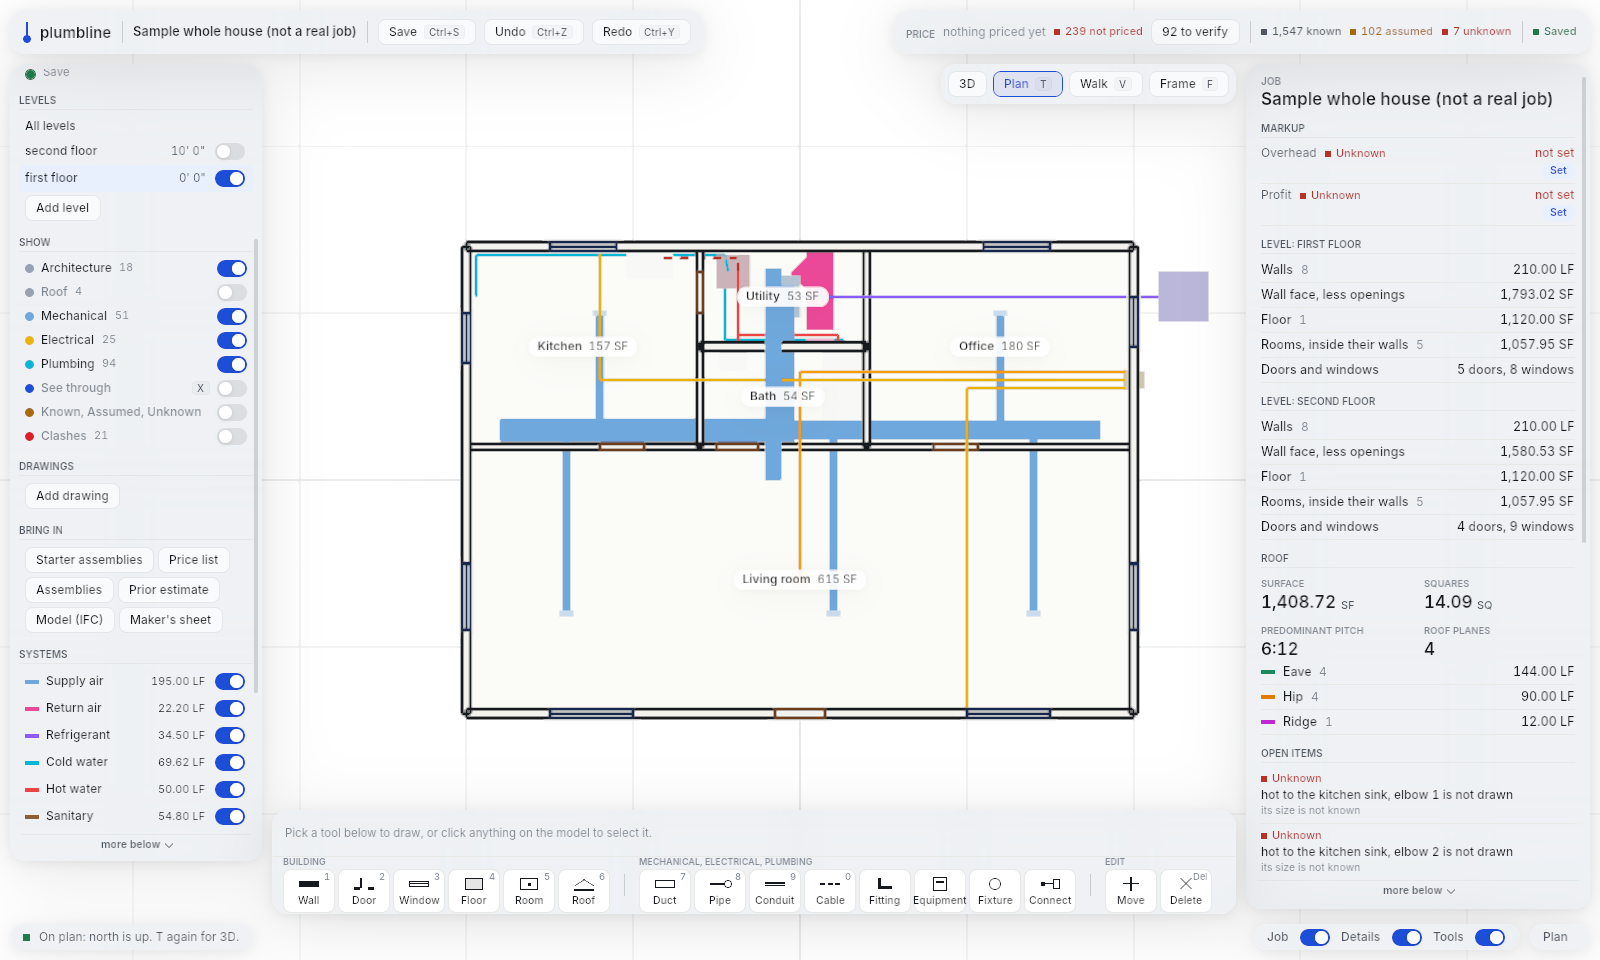 plumbline
Sample whole house (not a real job)
Save Ctrl+S
Undo Ctrl+Z
Redo Ctrl+Y
PRICE nothing priced yet 239 not priced 92 to verify 1,547 known 102 assumed 7 unknown Saved
3D
Plan T
Walk V
Frame F
Save
LEVELS
All levels
second floor 10' 0"
first floor 0' 0"
Add level
SHOW
Architecture 18
Roof 4
Mechanical 51
Electrical 25
Plumbing 94
See through X
Known, Assumed, Unknown
Clashes 21
DRAWINGS
Add drawing
BRING IN
Starter assemblies Price list
Assemblies Prior estimate
Model (IFC) Maker's sheet
SYSTEMS
Supply air 195.00 LF
Return air 22.20 LF
Refrigerant 34.50 LF
Cold water 69.62 LF
Hot water 50.00 LF
Sanitary 54.80 LF
more below
On plan: north is up. T again for 3D.
Utility 53 SF
Kitchen 157 SF
Office 180 SF
Bath 54 SF
Living room 615 SF
Pick a tool below to draw, or click anything on the model to select it.
BUILDING
Wall 1
Door 2
Window 3
Floor 4
Room 5
Roof 6
MECHANICAL, ELECTRICAL, PLUMBING
Duct 7
Pipe 8
Conduit 9
Cable 0
Fitting
Equipment
Fixture
Connect
EDIT
Move
Delete Del
JOB
Sample whole house (not a real job)
MARKUP
Overhead Unknown not set
Set
Profit Unknown not set
Set
LEVEL: FIRST FLOOR
Walls 8 210.00 LF
Wall face, less openings 1,793.02 SF
Floor 1 1,120.00 SF
Rooms, inside their walls 5 1,057.95 SF
Doors and windows 5 doors, 8 windows
LEVEL: SECOND FLOOR
Walls 8 210.00 LF
Wall face, less openings 1,580.53 SF
Floor 1 1,120.00 SF
Rooms, inside their walls 5 1,057.95 SF
Doors and windows 4 doors, 9 windows
ROOF
SURFACE SQUARES
1,408.72 SF 14.09 SQ
PREDOMINANT PITCH ROOF PLANES
6:12 4
Eave 4 144.00 LF
Hip 4 90.00 LF
Ridge 1 12.00 LF
OPEN ITEMS
Unknown
hot to the kitchen sink, elbow 1 is not drawn
its size is not known
Unknown
hot to the kitchen sink, elbow 2 is not drawn
its size is not known
more below
Job Details Tools Plan